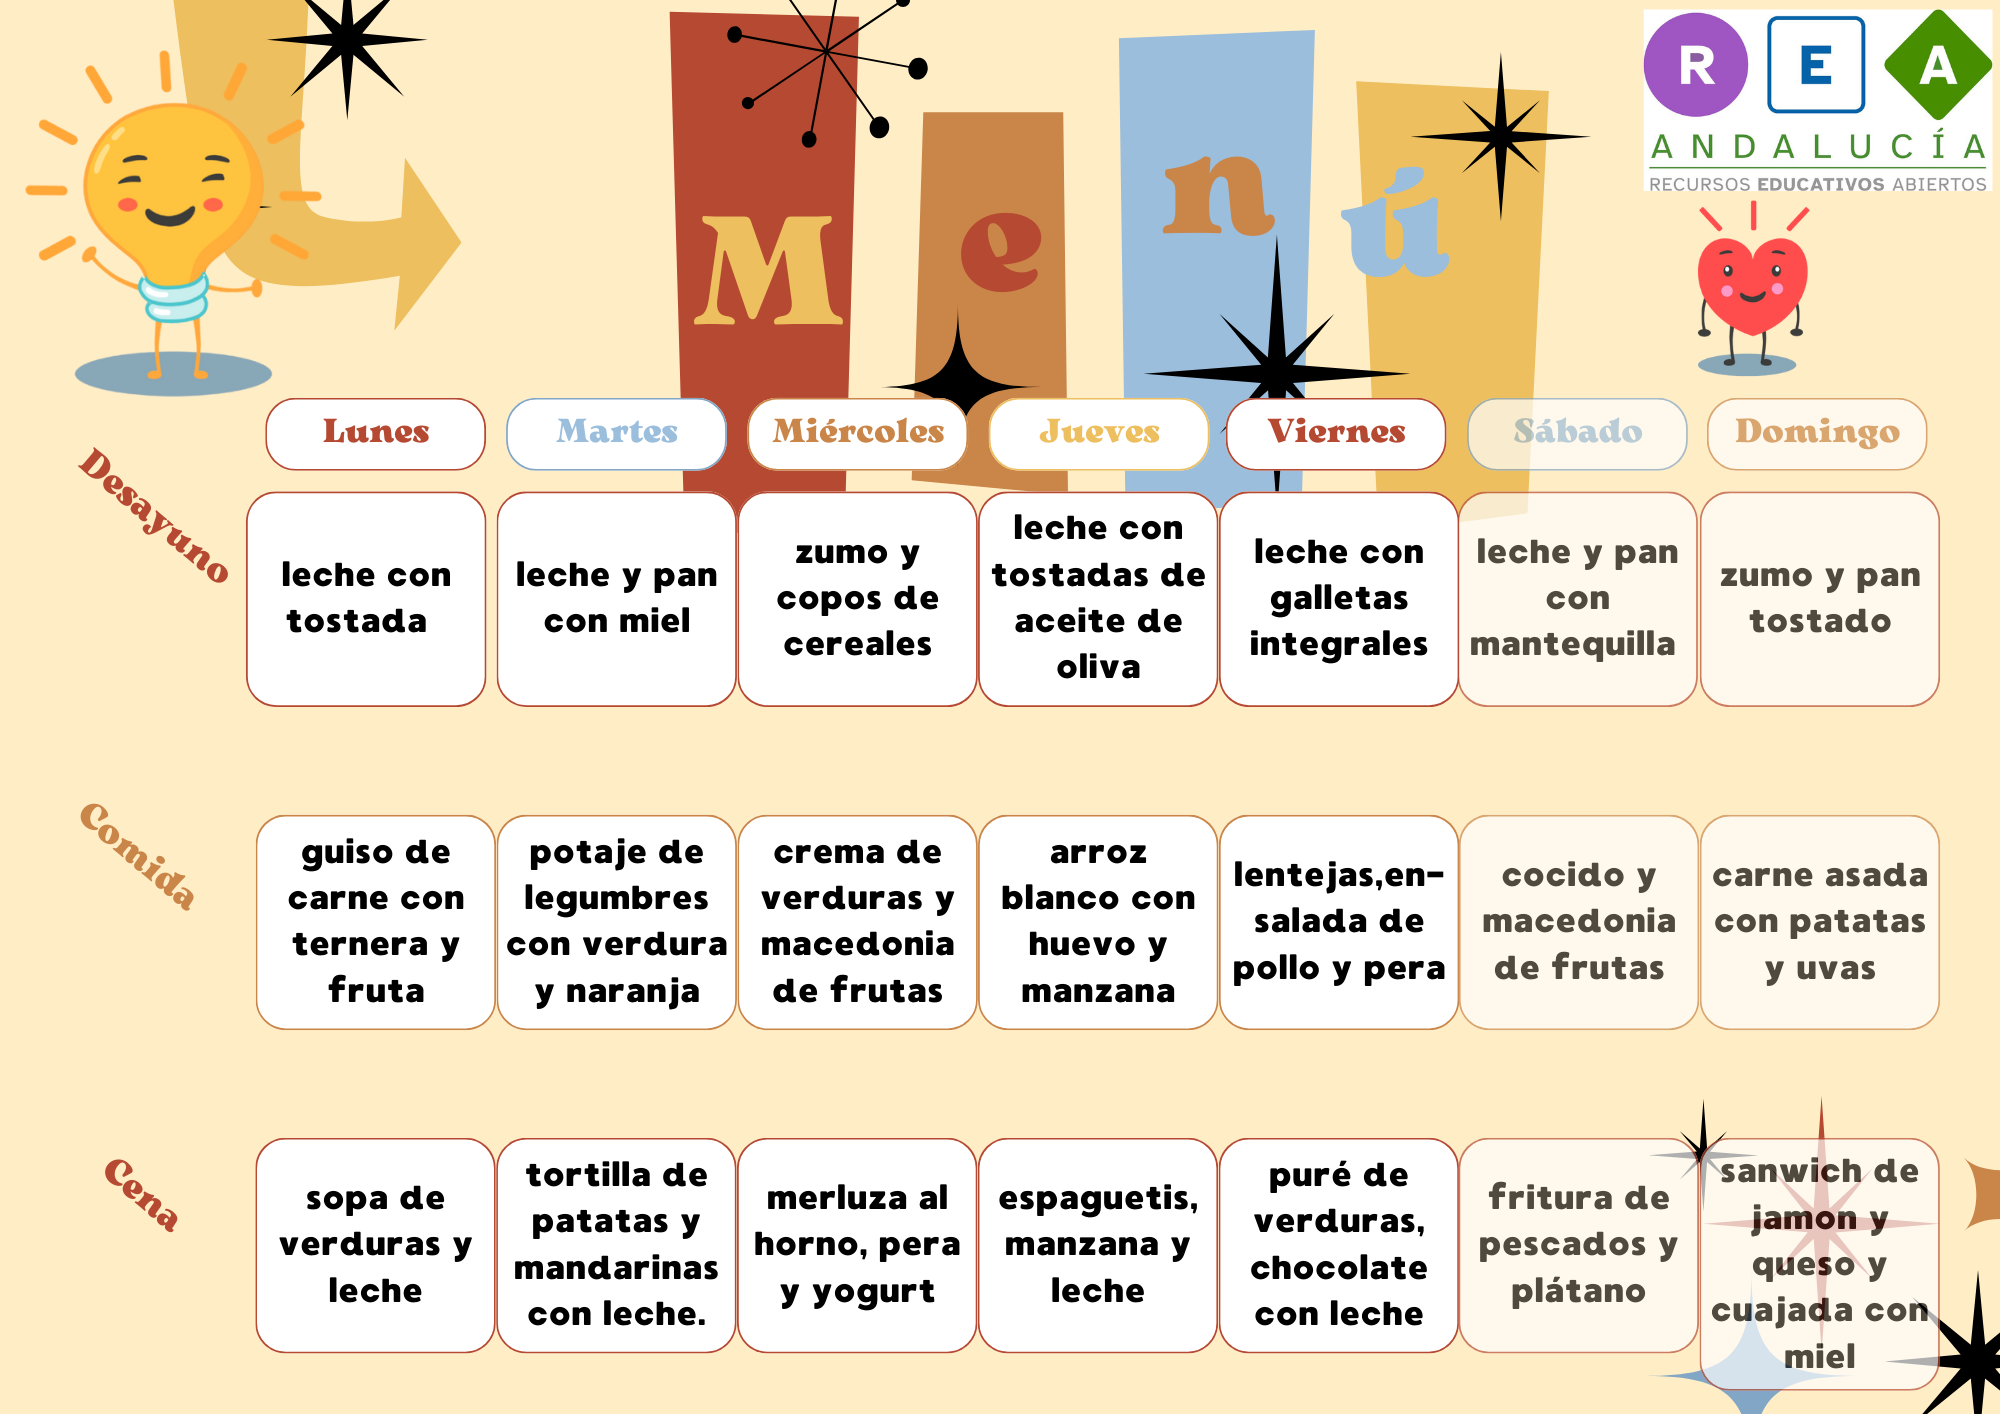 R E A
ANDALUCÍA
RECURSOS EDUCATIVOS ABIERTOS
Menú
Lunes
Martes
Miércoles
Jueves
Viernes
Sábado
Domingo
Desayuno
leche con
tostada
leche y pan
con miel
zumo y
copos de
cereales
leche con
tostadas de
aceite de
oliva
leche con
galletas
integrales
leche y pan
con
mantequilla
zumo y pan
tostado
Comida
guiso de
carne con
ternera y
fruta
potaje de
legumbres
con verdura
y naranja
crema de
verduras y
macedonia
de frutas
arroz
blanco con
huevo y
manzana
lentejas,en-
salada de
pollo y pera
cocido y
macedonia
de frutas
carne asada
con patatas
y uvas
Cena
sopa de
verduras y
leche
tortilla de
patatas y
mandarinas
con leche.
merluza al
horno, pera
y yogurt
espaguetis,
manzana y
leche
puré de
verduras,
chocolate
con leche
fritura de
pescados y
plátano
sanwich de
jamon y
queso y
cuajada con
miel